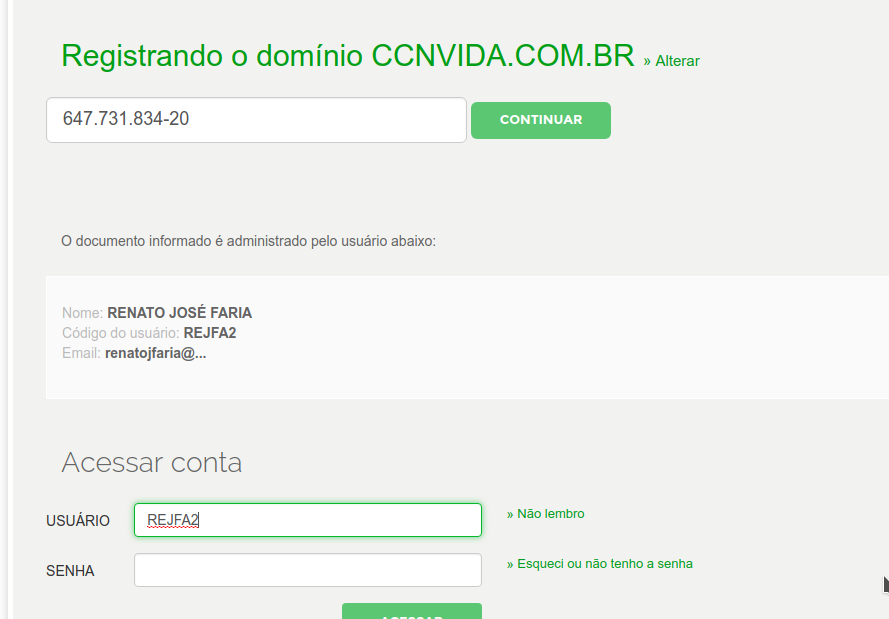 Registrando o domínio CCNVIDA.COM.BR » Alterar
647.731.834-20 CONTINUAR
O documento informado é administrado pelo usuário abaixo:
Nome: RENATO JOSÉ FARIA
Código do usuário: REJFA2
Email: renatojfaria@...
Acessar conta
USUÁRIO REJFA2 » Não lembro
SENHA » Esqueci ou não tenho a senha
ACESSAR